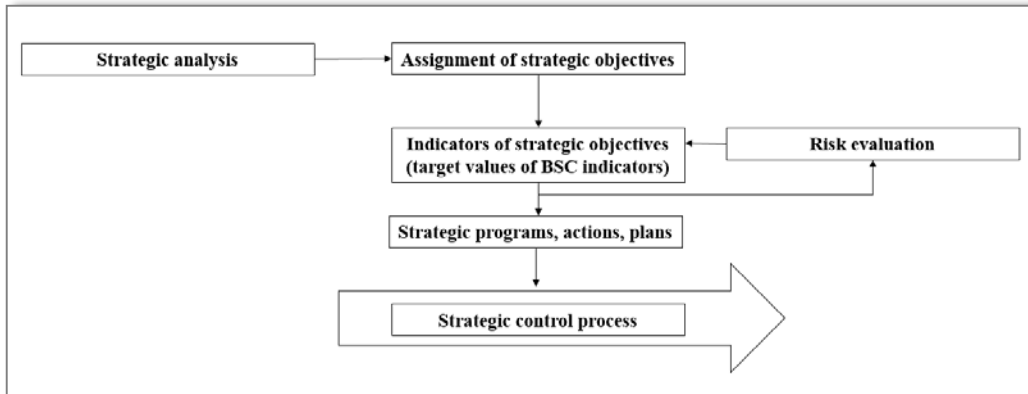 Strategic analysis
Assignment of strategic objectives
Indicators of strategic objectives
(target values of BSC indicators)
Risk evaluation
Strategic programs, actions, plans
Strategic control process